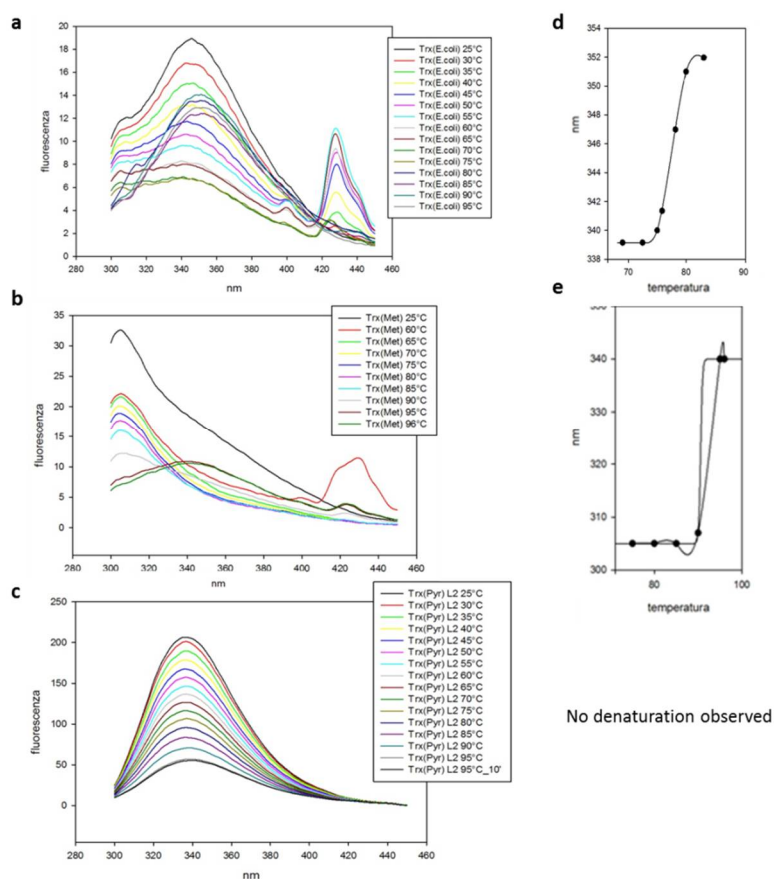 a
fluorescenza
20
18
16
14
12
10
8
6
4
2
0
280 300 320 340 360 380 400 420 440 460
nm
Trx(E.coli) 25°C
Trx(E.coli) 30°C
Trx(E.coli) 35°C
Trx(E.coli) 40°C
Trx(E.coli) 45°C
Trx(E.coli) 50°C
Trx(E.coli) 55°C
Trx(E.coli) 60°C
Trx(E.coli) 65°C
Trx(E.coli) 70°C
Trx(E.coli) 75°C
Trx(E.coli) 80°C
Trx(E.coli) 85°C
Trx(E.coli) 90°C
Trx(E.coli) 95°C
d
nm
354
352
350
348
346
344
342
340
338
70 80 90
temperatura
b
fluorescenza
35
30
25
20
15
10
5
0
280 300 320 340 360 380 400 420 440 460
nm
Trx(Met) 25°C
Trx(Met) 60°C
Trx(Met) 65°C
Trx(Met) 70°C
Trx(Met) 75°C
Trx(Met) 80°C
Trx(Met) 85°C
Trx(Met) 90°C
Trx(Met) 95°C
Trx(Met) 96°C
e
nm
340
330
320
310
300
80 100
temperatura
c
fluorescenza
250
200
150
100
50
0
280 300 320 340 360 380 400 420 440 460
nm
Trx(Pyr) L2 25°C
Trx(Pyr) L2 30°C
Trx(Pyr) L2 35°C
Trx(Pyr) L2 40°C
Trx(Pyr) L2 45°C
Trx(Pyr) L2 50°C
Trx(Pyr) L2 55°C
Trx(Pyr) L2 60°C
Trx(Pyr) L2 65°C
Trx(Pyr) L2 70°C
Trx(Pyr) L2 75°C
Trx(Pyr) L2 80°C
Trx(Pyr) L2 85°C
Trx(Pyr) L2 90°C
Trx(Pyr) L2 95°C
Trx(Pyr) L2 95°C_10'
No denaturation observed